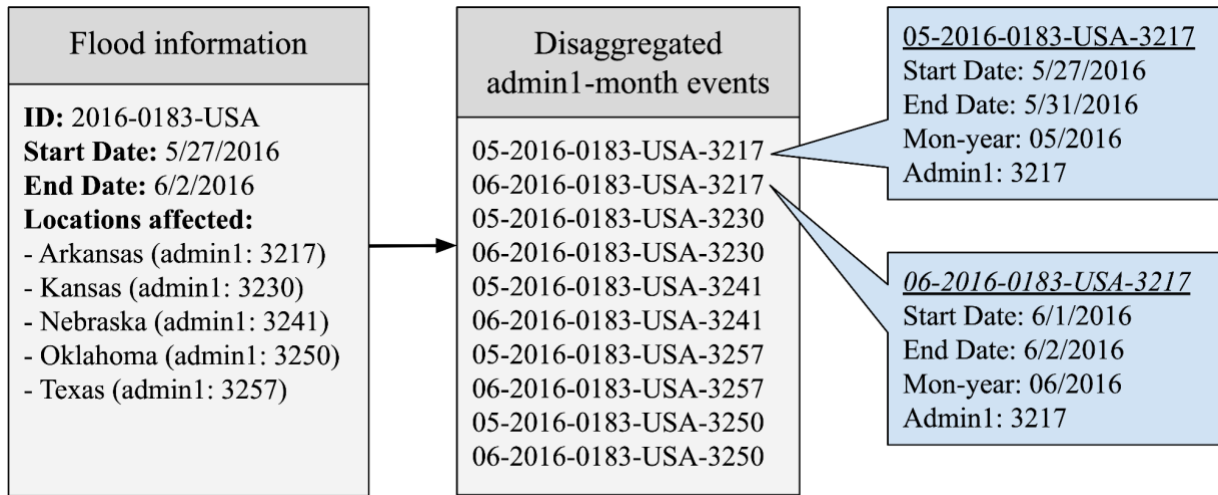 Flood information
ID: 2016-0183-USA
Start Date: 5/27/2016
End Date: 6/2/2016
Locations affected:
- Arkansas (admin1: 3217)
- Kansas (admin1: 3230)
- Nebraska (admin1: 3241)
- Oklahoma (admin1: 3250)
- Texas (admin1: 3257)
Disaggregated
admin1-month events
05-2016-0183-USA-3217
06-2016-0183-USA-3217
05-2016-0183-USA-3230
06-2016-0183-USA-3230
05-2016-0183-USA-3241
06-2016-0183-USA-3241
05-2016-0183-USA-3257
06-2016-0183-USA-3257
05-2016-0183-USA-3250
06-2016-0183-USA-3250
05-2016-0183-USA-3217
Start Date: 5/27/2016
End Date: 5/31/2016
Mon-year: 05/2016
Admin1: 3217
06-2016-0183-USA-3217
Start Date: 6/1/2016
End Date: 6/2/2016
Mon-year: 06/2016
Admin1: 3217